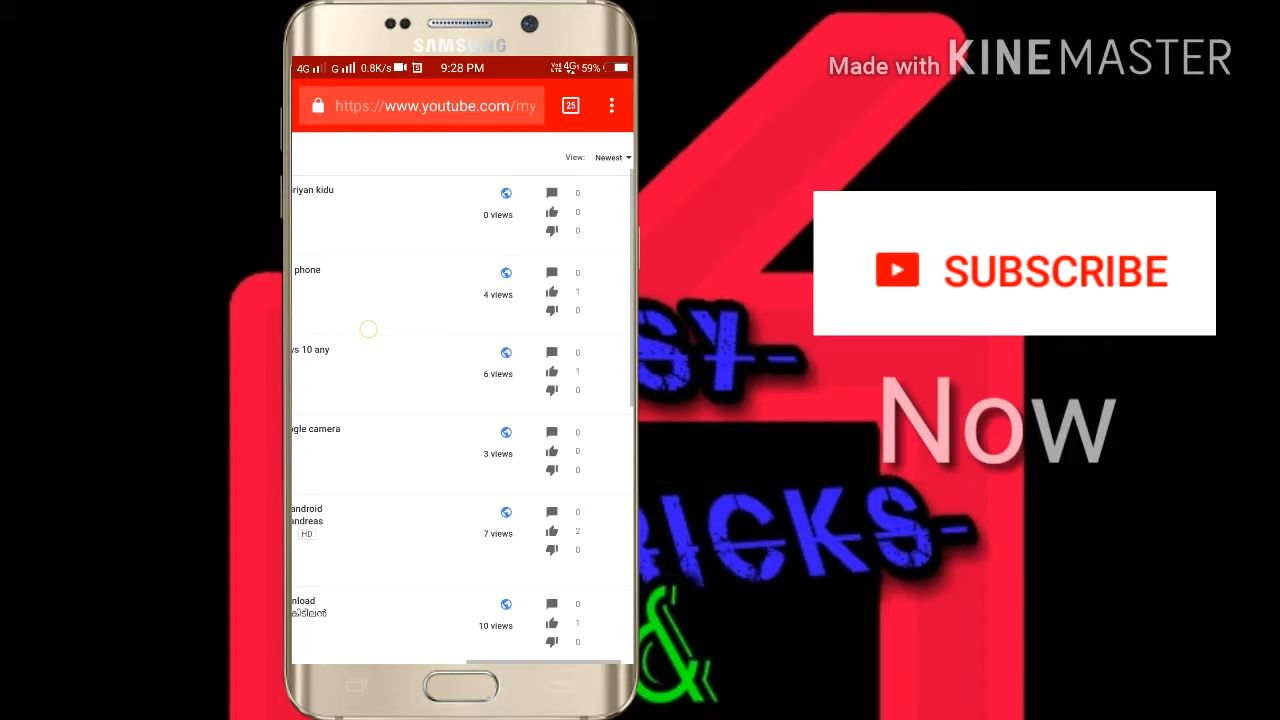 SAMSUNG
4G G 0.8K/s 9:28 PM 4G 59%
https://www.youtube.com/my 25
View: Newest
riyan kidu
0
0 views
0
0
phone
0
4 views
1
0
s 10 any
0
6 views
1
0
gle camera
0
3 views
0
0
android
andreas
HD
0
7 views
2
0
nload
കിടിലൻ
0
10 views
1
0
Made with KINEMASTER
SUBSCRIBE
Now
SY-
RICKS-
&